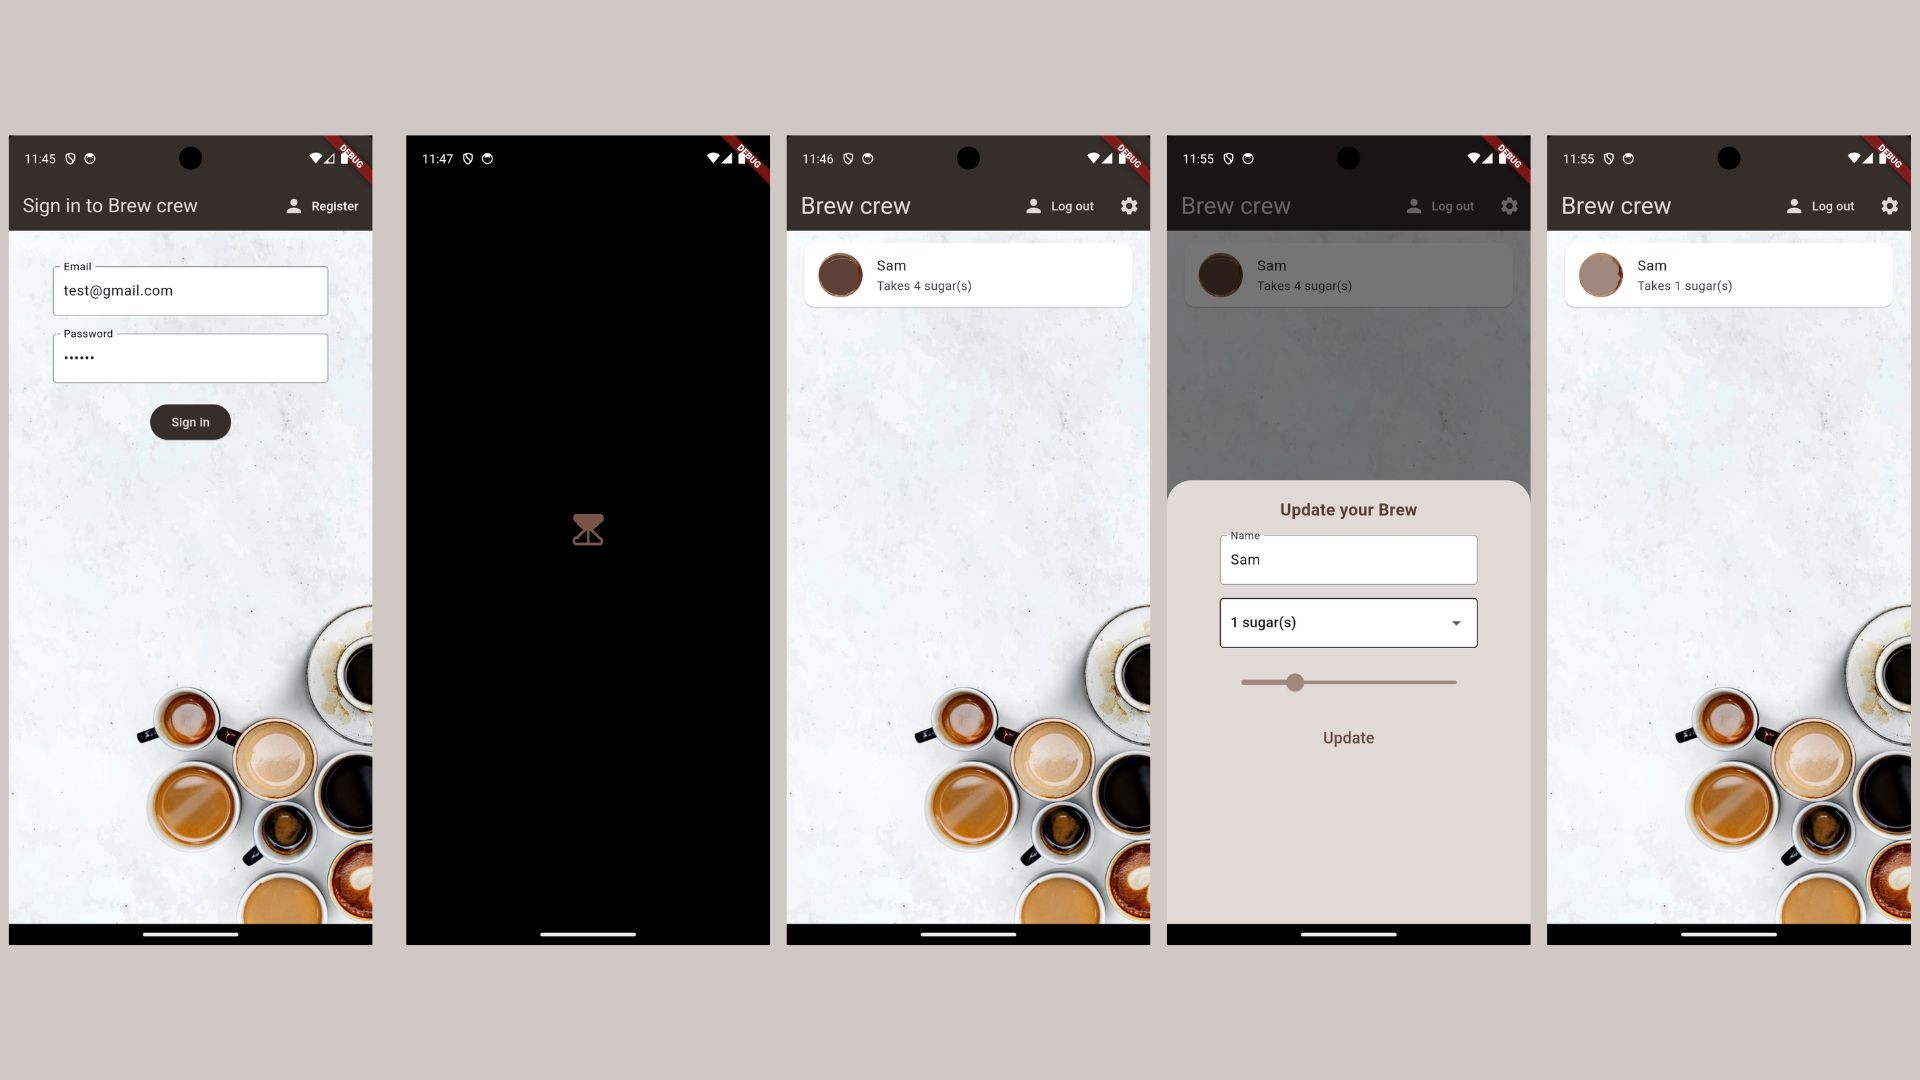 11:45
DEBUG
Sign in to Brew crew
Register
Email
test@gmail.com
Password
••••••
Sign in
11:47
DEBUG
11:46
DEBUG
Brew crew
Log out
Sam
Takes 4 sugar(s)
11:55
DEBUG
Brew crew
Log out
Sam
Takes 4 sugar(s)
Update your Brew
Name
Sam
1 sugar(s)
Update
11:55
DEBUG
Brew crew
Log out
Sam
Takes 1 sugar(s)